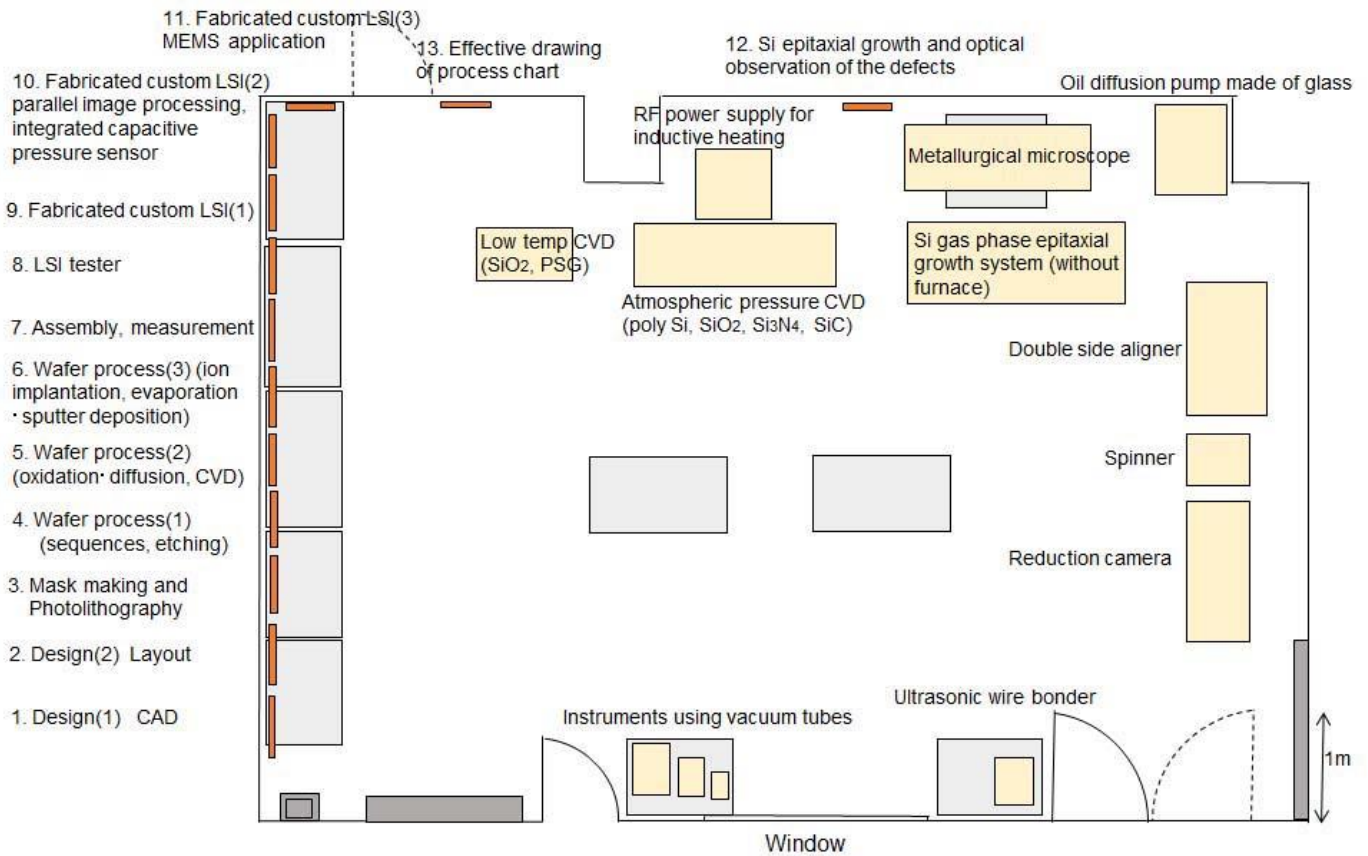 11. Fabricated custom LSI(3)
MEMS application
13. Effective drawing
of process chart
12. Si epitaxial growth and optical
observation of the defects
Oil diffusion pump made of glass
10. Fabricated custom LSI(2)
parallel image processing,
integrated capacitive
pressure sensor
RF power supply for
inductive heating
Metallurgical microscope
9. Fabricated custom LSI(1)
Low temp CVD
(SiO2, PSG)
Si gas phase epitaxial
growth system (without
furnace)
8. LSI tester
Atmospheric pressure CVD
(poly Si, SiO2, Si3N4, SiC)
7. Assembly, measurement
Double side aligner
6. Wafer process(3) (ion
implantation, evaporation
・sputter deposition)
5. Wafer process(2)
(oxidation・diffusion, CVD)
Spinner
4. Wafer process(1)
(sequences, etching)
Reduction camera
3. Mask making and
Photolithography
2. Design(2) Layout
1. Design(1) CAD
Instruments using vacuum tubes
Ultrasonic wire bonder
1m
Window